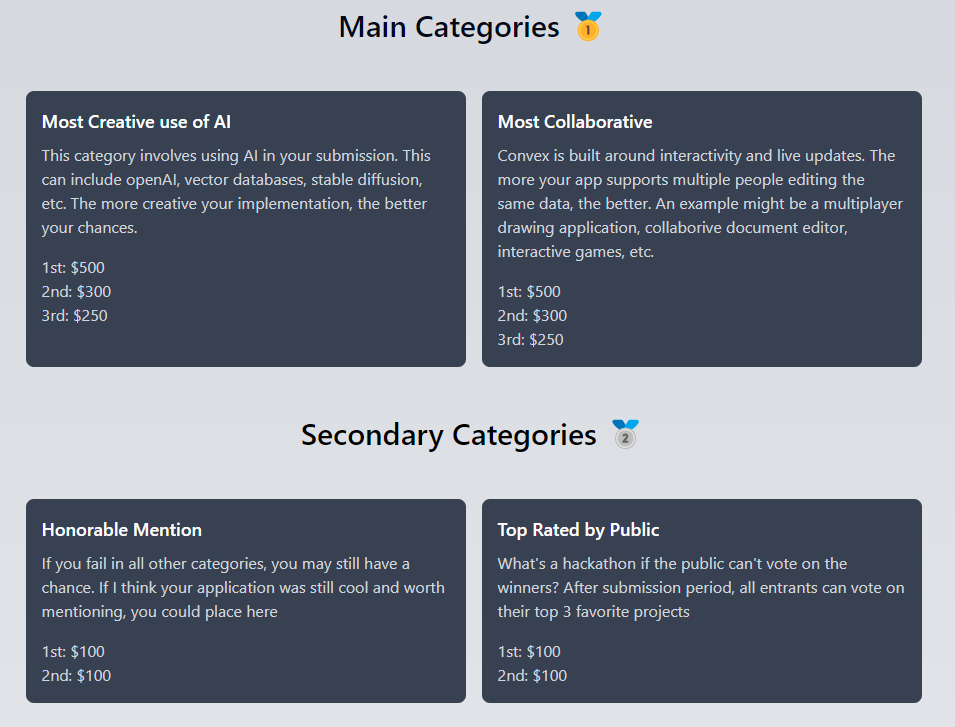 Main Categories 🥇
Most Creative use of AI
This category involves using AI in your submission. This
can include openAI, vector databases, stable diffusion,
etc. The more creative your implementation, the better
your chances.
1st: $500
2nd: $300
3rd: $250
Most Collaborative
Convex is built around interactivity and live updates. The
more your app supports multiple people editing the
same data, the better. An example might be a multiplayer
drawing application, collaborive document editor,
interactive games, etc.
1st: $500
2nd: $300
3rd: $250
Secondary Categories 🥈
Honorable Mention
If you fail in all other categories, you may still have a
chance. If I think your application was still cool and worth
mentioning, you could place here
1st: $100
2nd: $100
Top Rated by Public
What's a hackathon if the public can't vote on the
winners? After submission period, all entrants can vote on
their top 3 favorite projects
1st: $100
2nd: $100